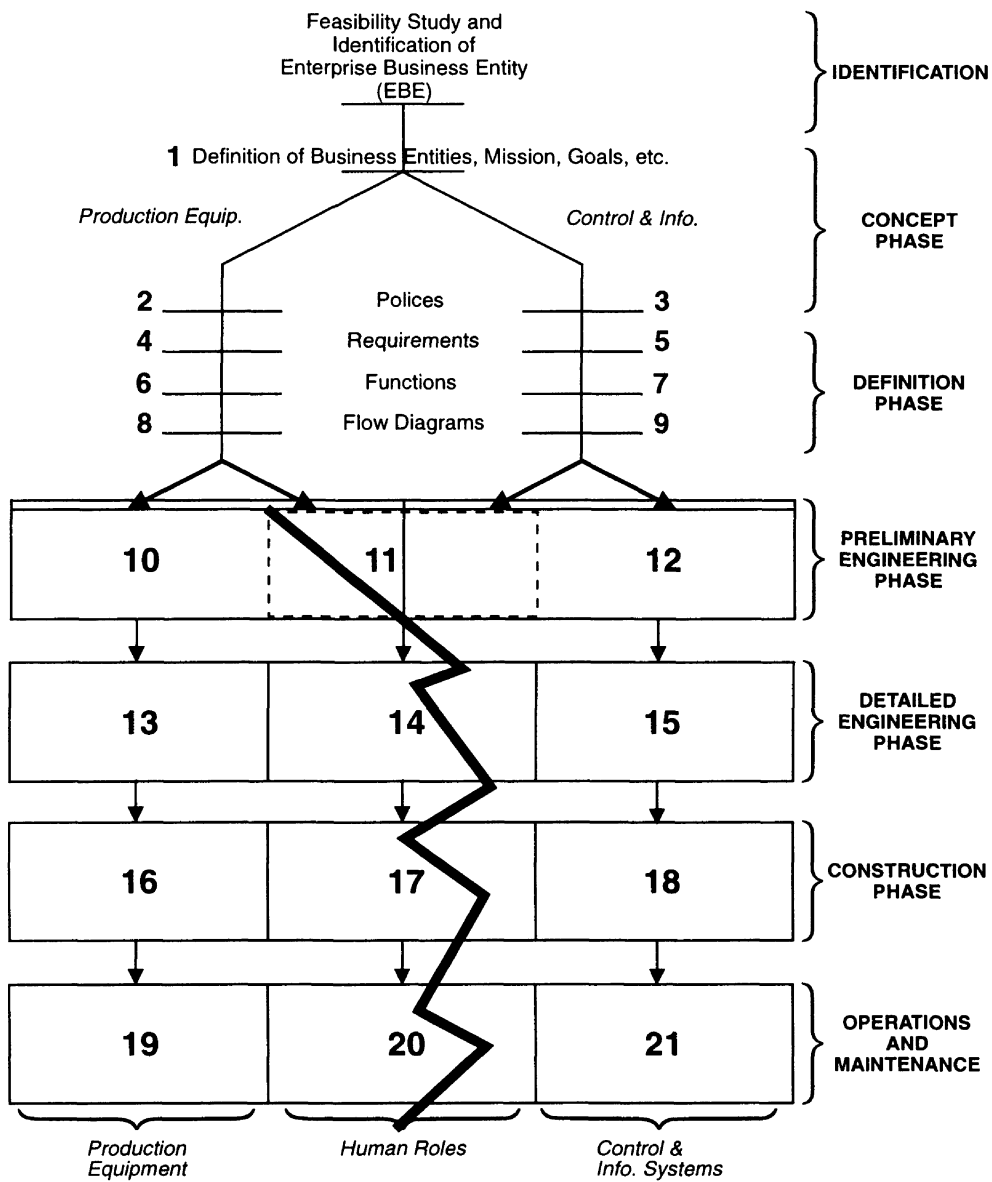 Feasibility Study and
Identification of
Enterprise Business Entity
(EBE)
IDENTIFICATION
1 Definition of Business Entities, Mission, Goals, etc.
Production Equip.
Control & Info.
CONCEPT
PHASE
2 Polices 3
4 Requirements 5
6 Functions 7
8 Flow Diagrams 9
DEFINITION
PHASE
10 11 12
PRELIMINARY
ENGINEERING
PHASE
13 14 15
DETAILED
ENGINEERING
PHASE
16 17 18
CONSTRUCTION
PHASE
19 20 21
OPERATIONS
AND
MAINTENANCE
Production
Equipment
Human Roles
Control &
Info. Systems